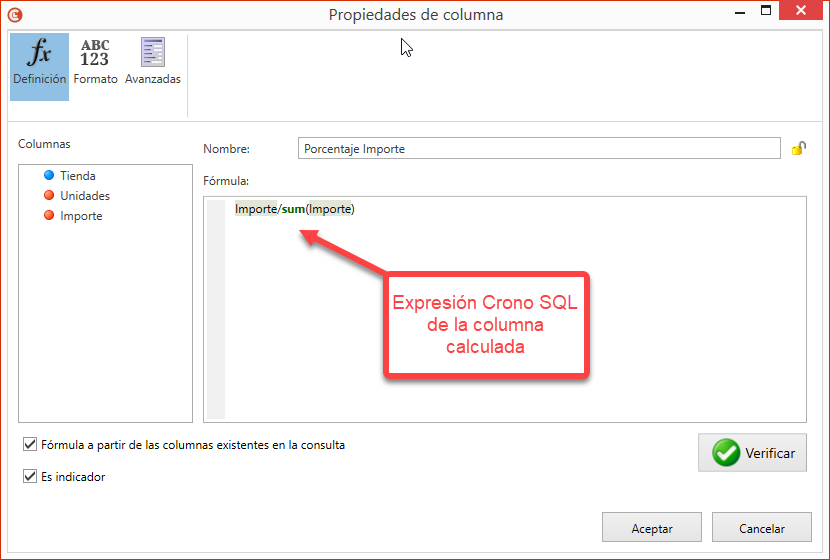 Propiedades de columna
fx
ABC
123
Definición
Formato
Avanzadas
Columnas
Tienda
Unidades
Importe
Nombre:
Porcentaje Importe
Fórmula:
Importe/sum(Importe)
Expresión Crono SQL
de la columna
calculada
Fórmula a partir de las columnas existentes en la consulta
Es indicador
Verificar
Aceptar
Cancelar